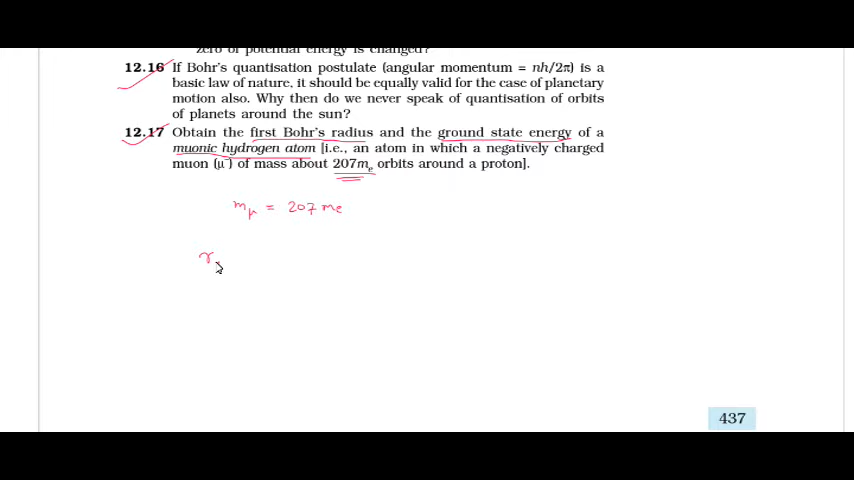 zero of potential energy is changed?
12.16 If Bohr's quantisation postulate (angular momentum = nh/2π) is a
basic law of nature, it should be equally valid for the case of planetary
motion also. Why then do we never speak of quantisation of orbits
of planets around the sun?
12.17 Obtain the first Bohr's radius and the ground state energy of a
muonic hydrogen atom [i.e., an atom in which a negatively charged
muon (μ⁻) of mass about 207mₑ orbits around a proton].
m_μ = 207 mₑ
r
437